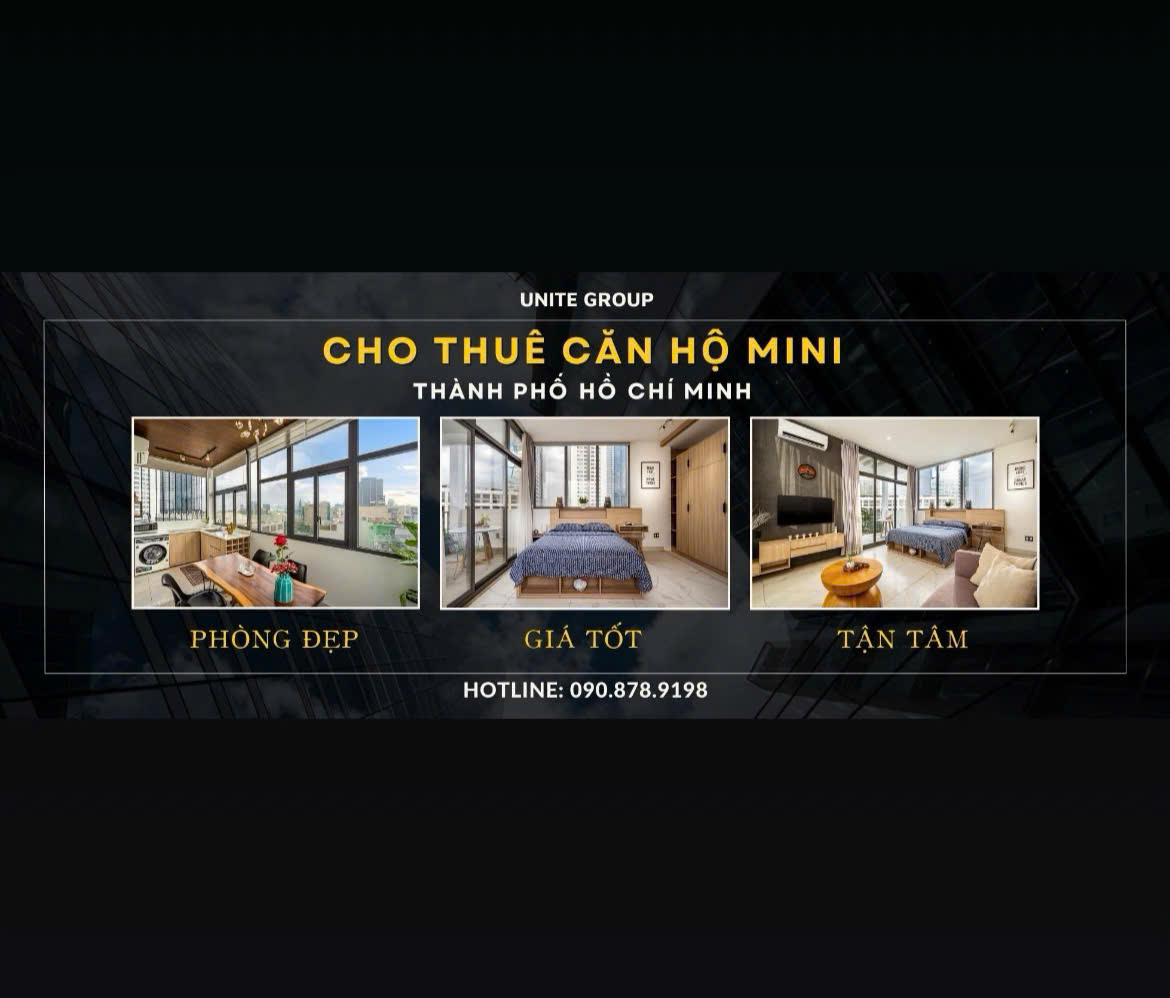 UNITE GROUP
CHO THUÊ CĂN HỘ MINI
THÀNH PHỐ HỒ CHÍ MINH
PHÒNG ĐẸP
GIÁ TỐT
TẬN TÂM
HOTLINE: 090.878.9198